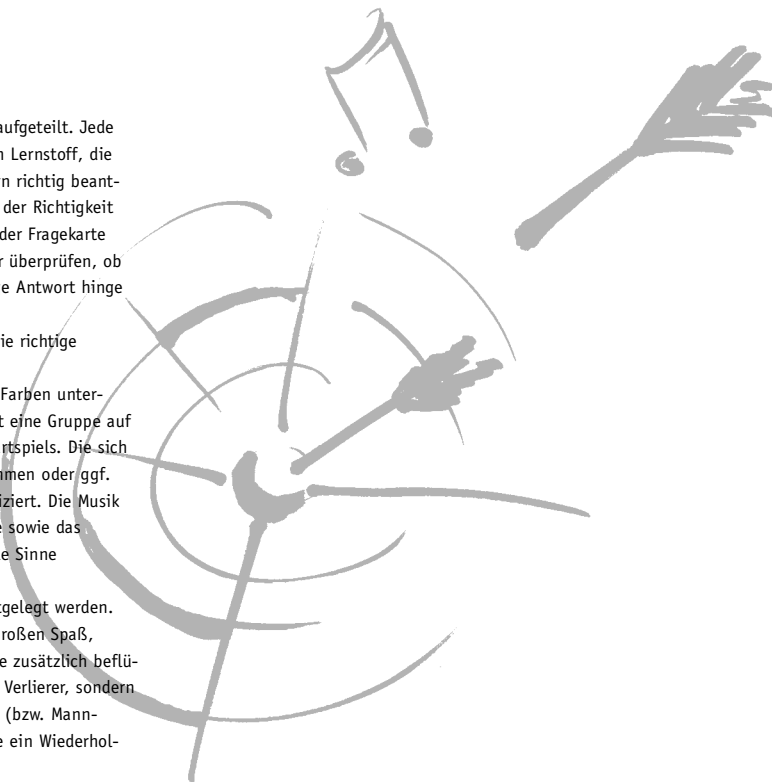 aufgeteilt. Jede
n Lernstoff, die
n richtig beant-
der Richtigkeit
der Fragekarte
r überprüfen, ob
e Antwort hinge
ie richtige
Farben unter-
t eine Gruppe auf
rtspiels. Die sich
men oder ggf.
iziert. Die Musik
e sowie das
e Sinne
tgelegt werden.
roßen Spaß,
e zusätzlich beflü-
Verlierer, sondern
(bzw. Mann-
e ein Wiederhol-